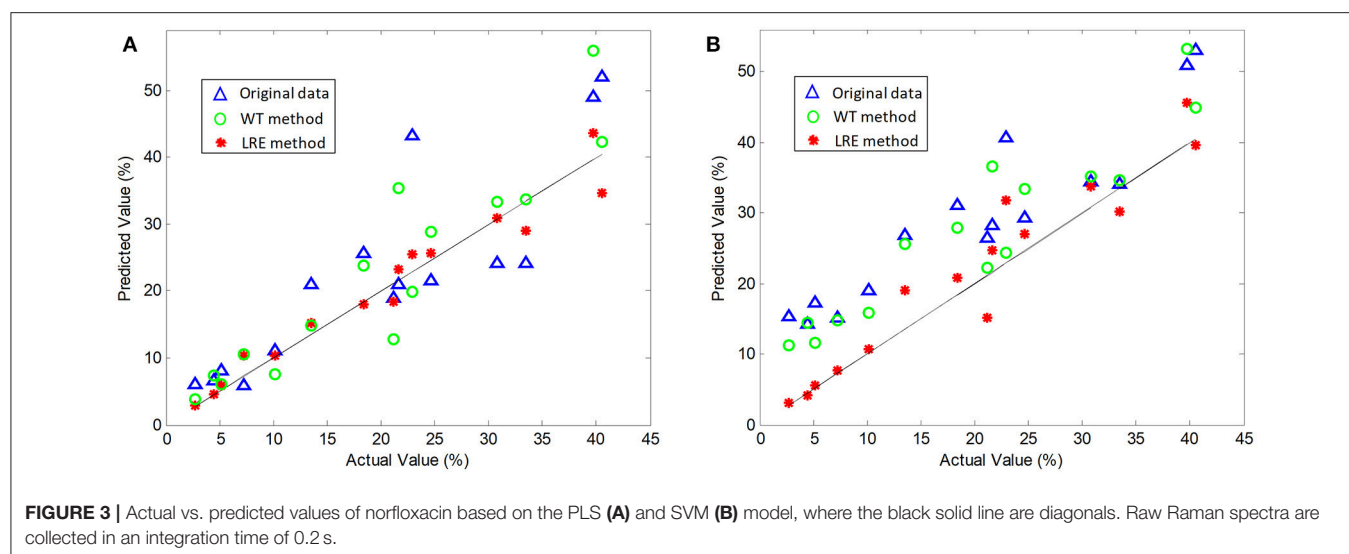 A
Original data
WT method
LRE method
Predicted Value (%)
50
40
30
20
10
0
0 5 10 15 20 25 30 35 40 45
Actual Value (%)
B
Original data
WT method
LRE method
Predicted Value (%)
50
40
30
20
10
0
0 5 10 15 20 25 30 35 40 45
Actual Value (%)
FIGURE 3 | Actual vs. predicted values of norfloxacin based on the PLS (A) and SVM (B) model, where the black solid line are diagonals. Raw Raman spectra are
collected in an integration time of 0.2 s.